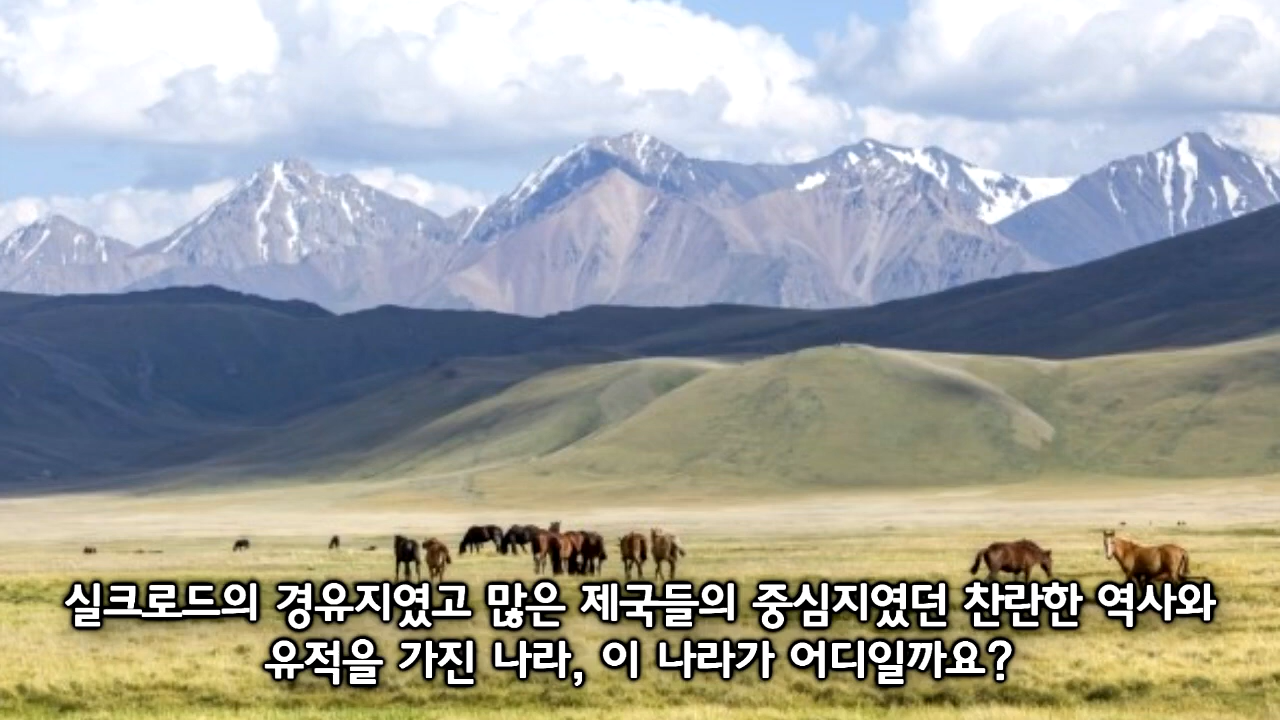 실크로드의 경유지였고 많은 제국들의 중심지였던 찬란한 역사와
유적을 가진 나라, 이 나라가 어디일까요?